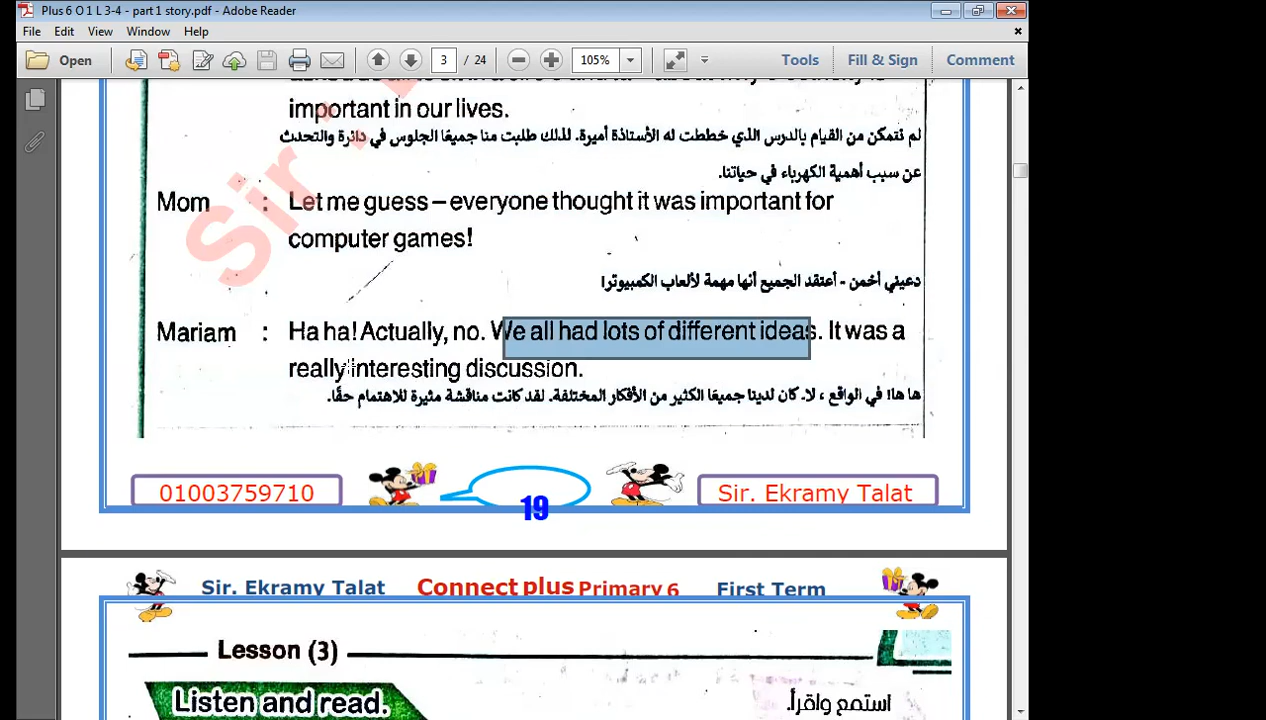 Plus 6 O 1 L 3-4 - part 1 story.pdf - Adobe Reader
File Edit View Window Help
Open 3 / 24 105% Tools Fill & Sign Comment
important in our lives.
لم نتمكن من القيام بالدرس الذي خططت له الأستاذة أميرة. لذلك طلبت منا جميعًا الجلوس في دائرة والتحدث
عن سبب أهمية الكهرباء في حياتنا.
Mom : Let me guess – everyone thought it was important for
computer games!
دعيني أخمن - أعتقد الجميع أنها مهمة لألعاب الكمبيوتر!
Mariam : Ha ha! Actually, no. We all had lots of different ideas. It was a
really interesting discussion.
ها ها! في الواقع ، لا. كان لدينا جميعًا الكثير من الأفكار المختلفة. لقد كانت مناقشة مثيرة للاهتمام حقًا.
01003759710 19 Sir. Ekramy Talat
Sir. Ekramy Talat Connect plus Primary 6 First Term
Lesson (3)
Listen and read. استمع واقرأ.
Sir